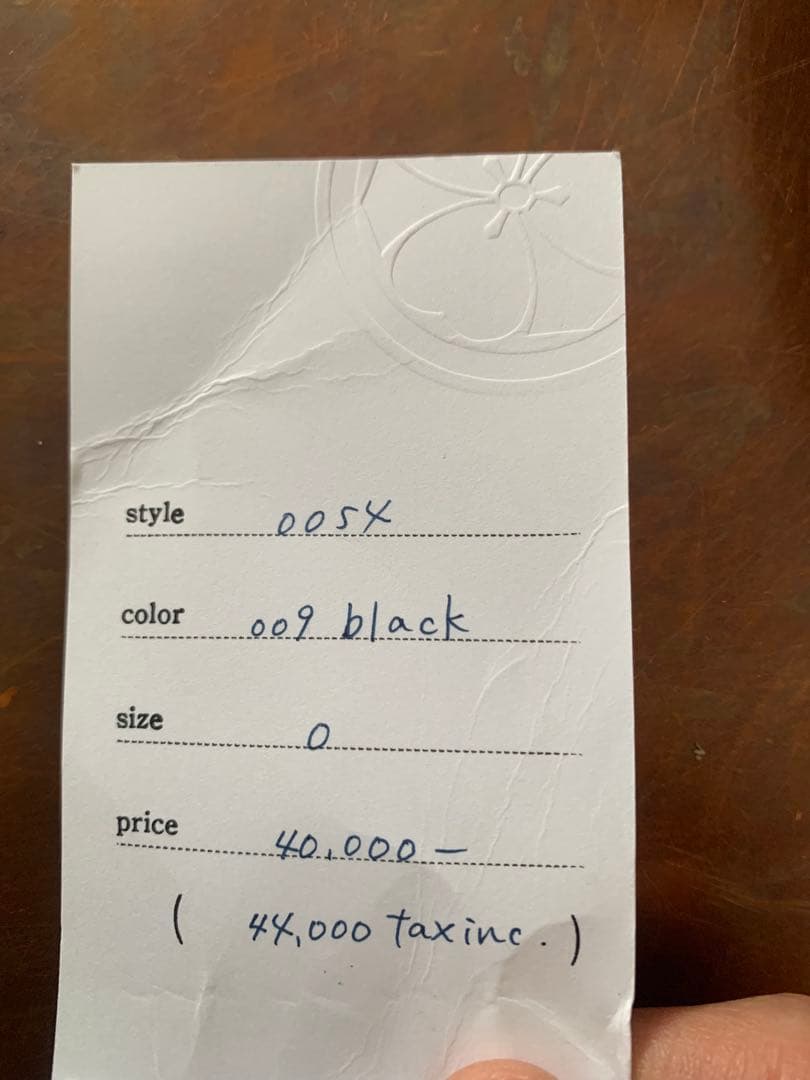 style 0054
color 009 black
size 0
price 40,000 —
( 44,000 tax inc. )